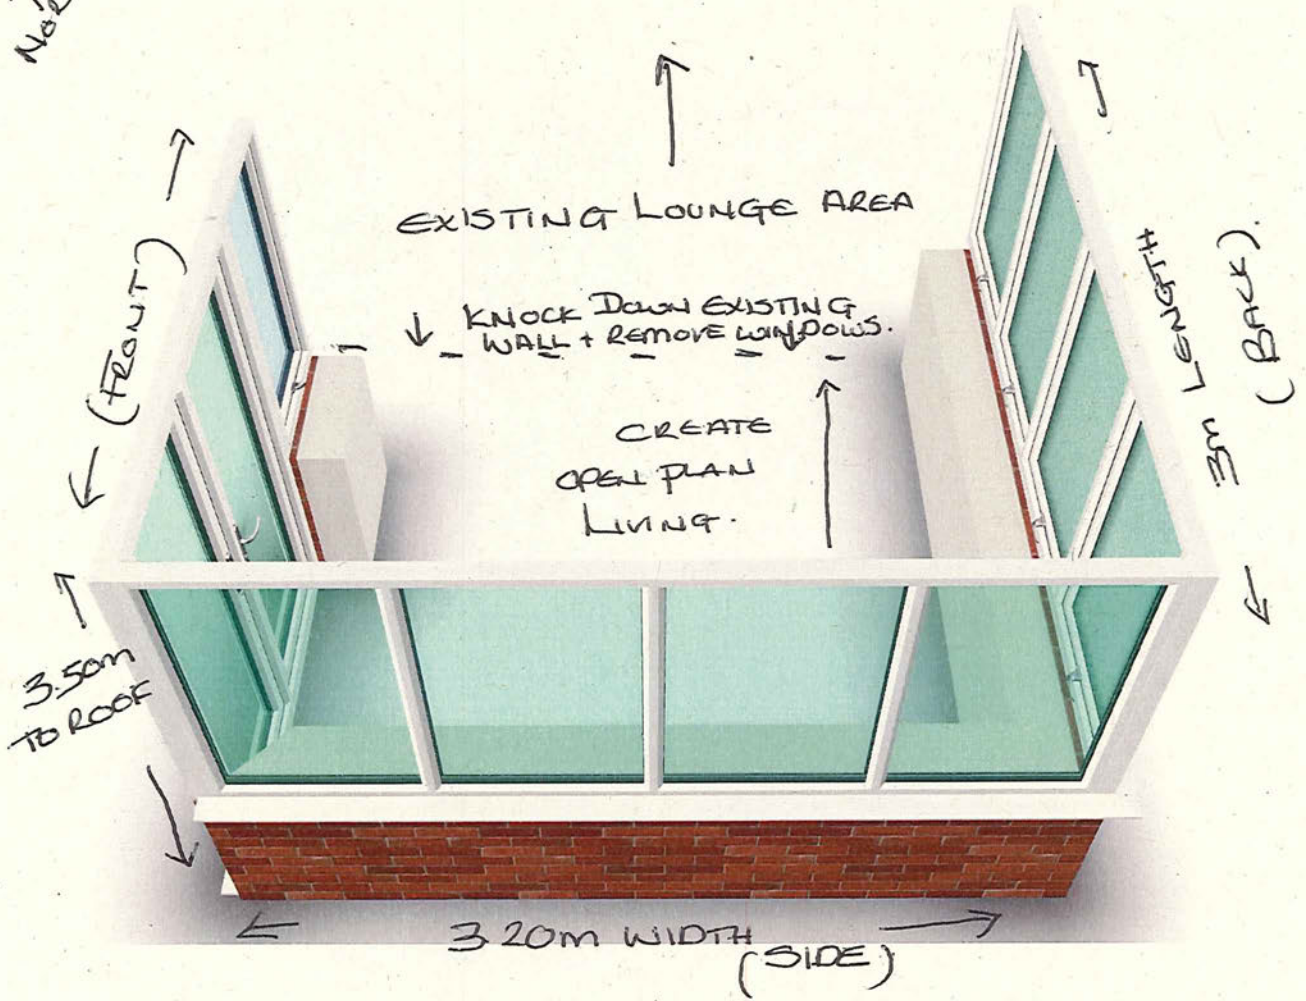 EXISTING LOUNGE AREA
KNOCK DOWN EXISTING
WALL + REMOVE WINDOWS.
CREATE
OPEN PLAN
LIVING.
(FRONT)
3m LENGTH
(BACK).
3.50m
TO ROOF
3.20m WIDTH
(SIDE)